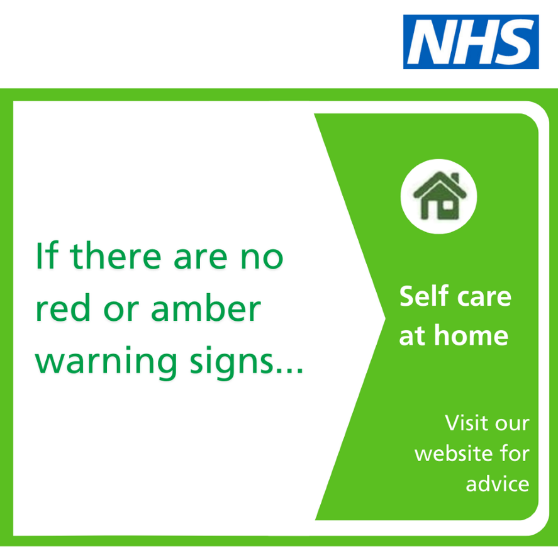 NHS
If there are no
red or amber
warning signs...
Self care
at home
Visit our
website for
advice